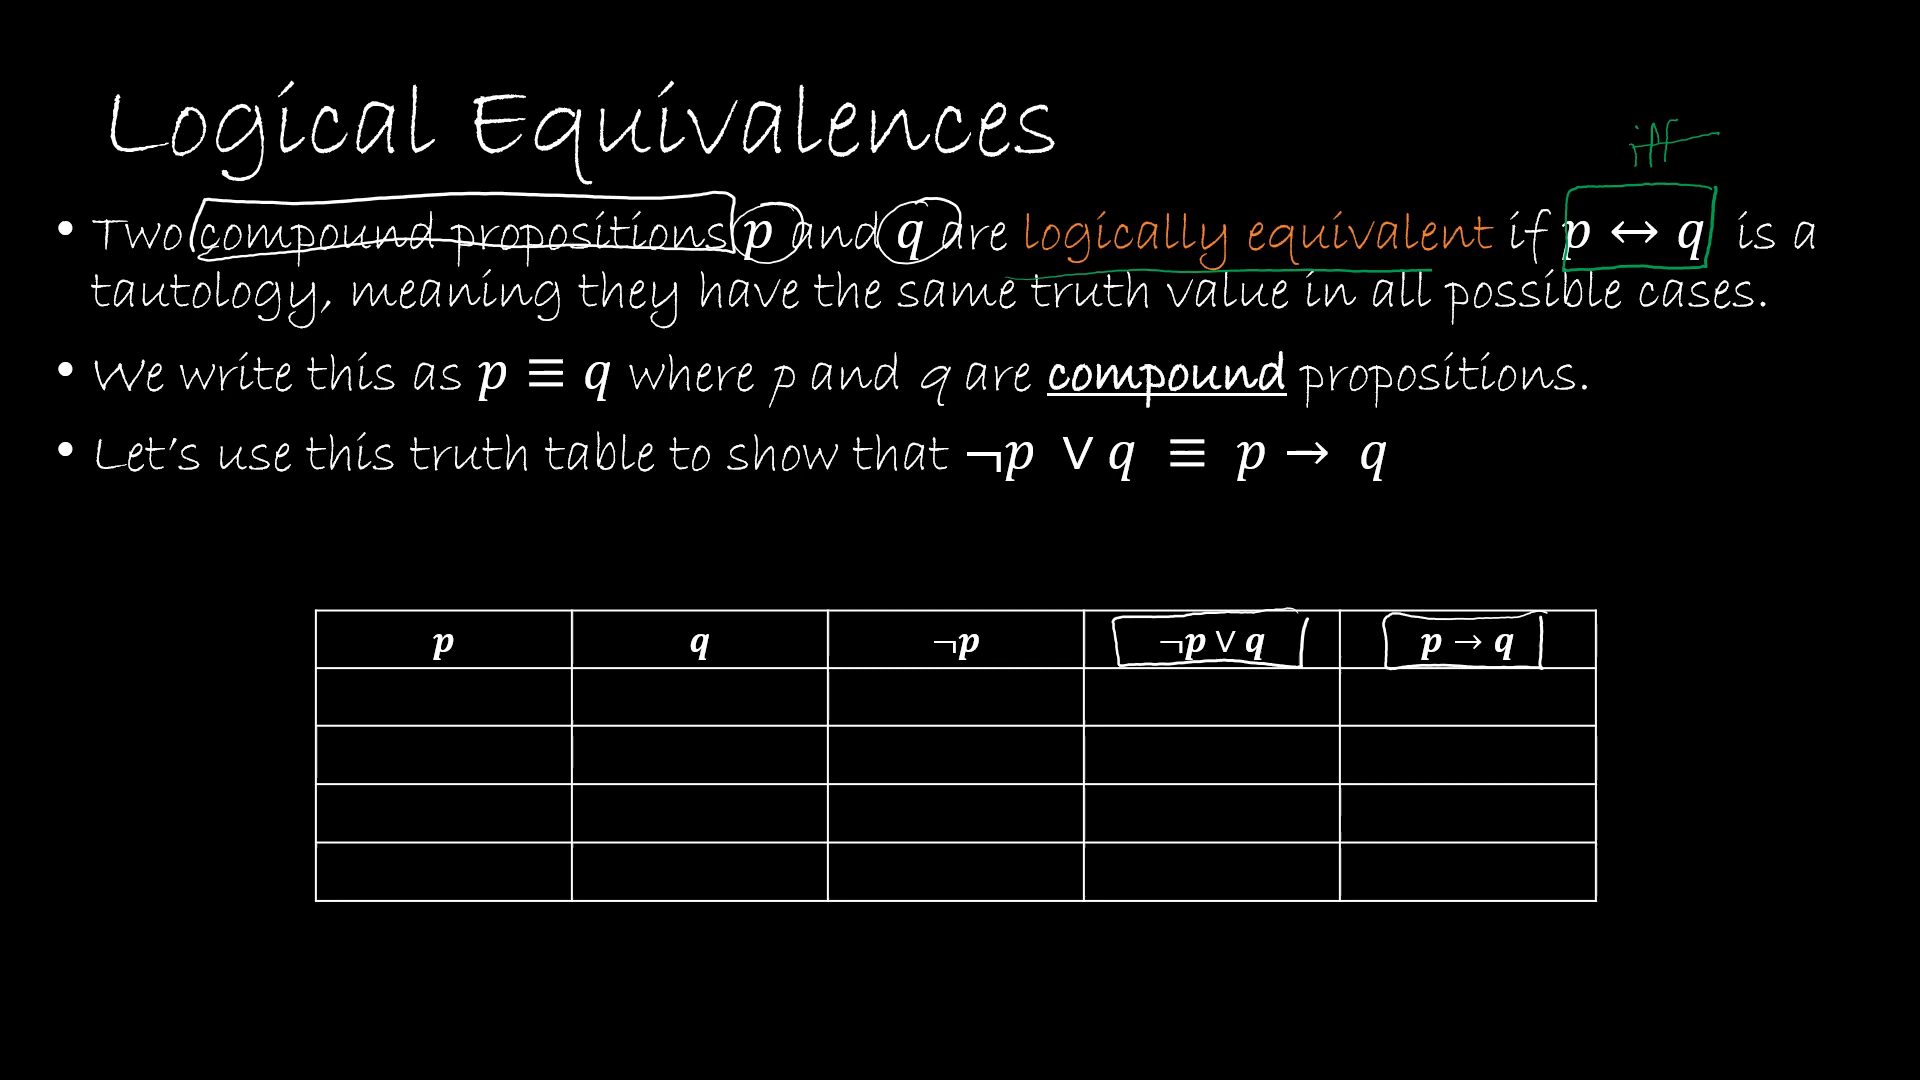 Logical Equivalences
iff
• Two compound propositions p and q are logically equivalent if p ↔ q is a
tautology, meaning they have the same truth value in all possible cases.
• We write this as p ≡ q where p and q are compound propositions.
• Let's use this truth table to show that ¬p ∨ q ≡ p → q
p q ¬p ¬p ∨ q p → q